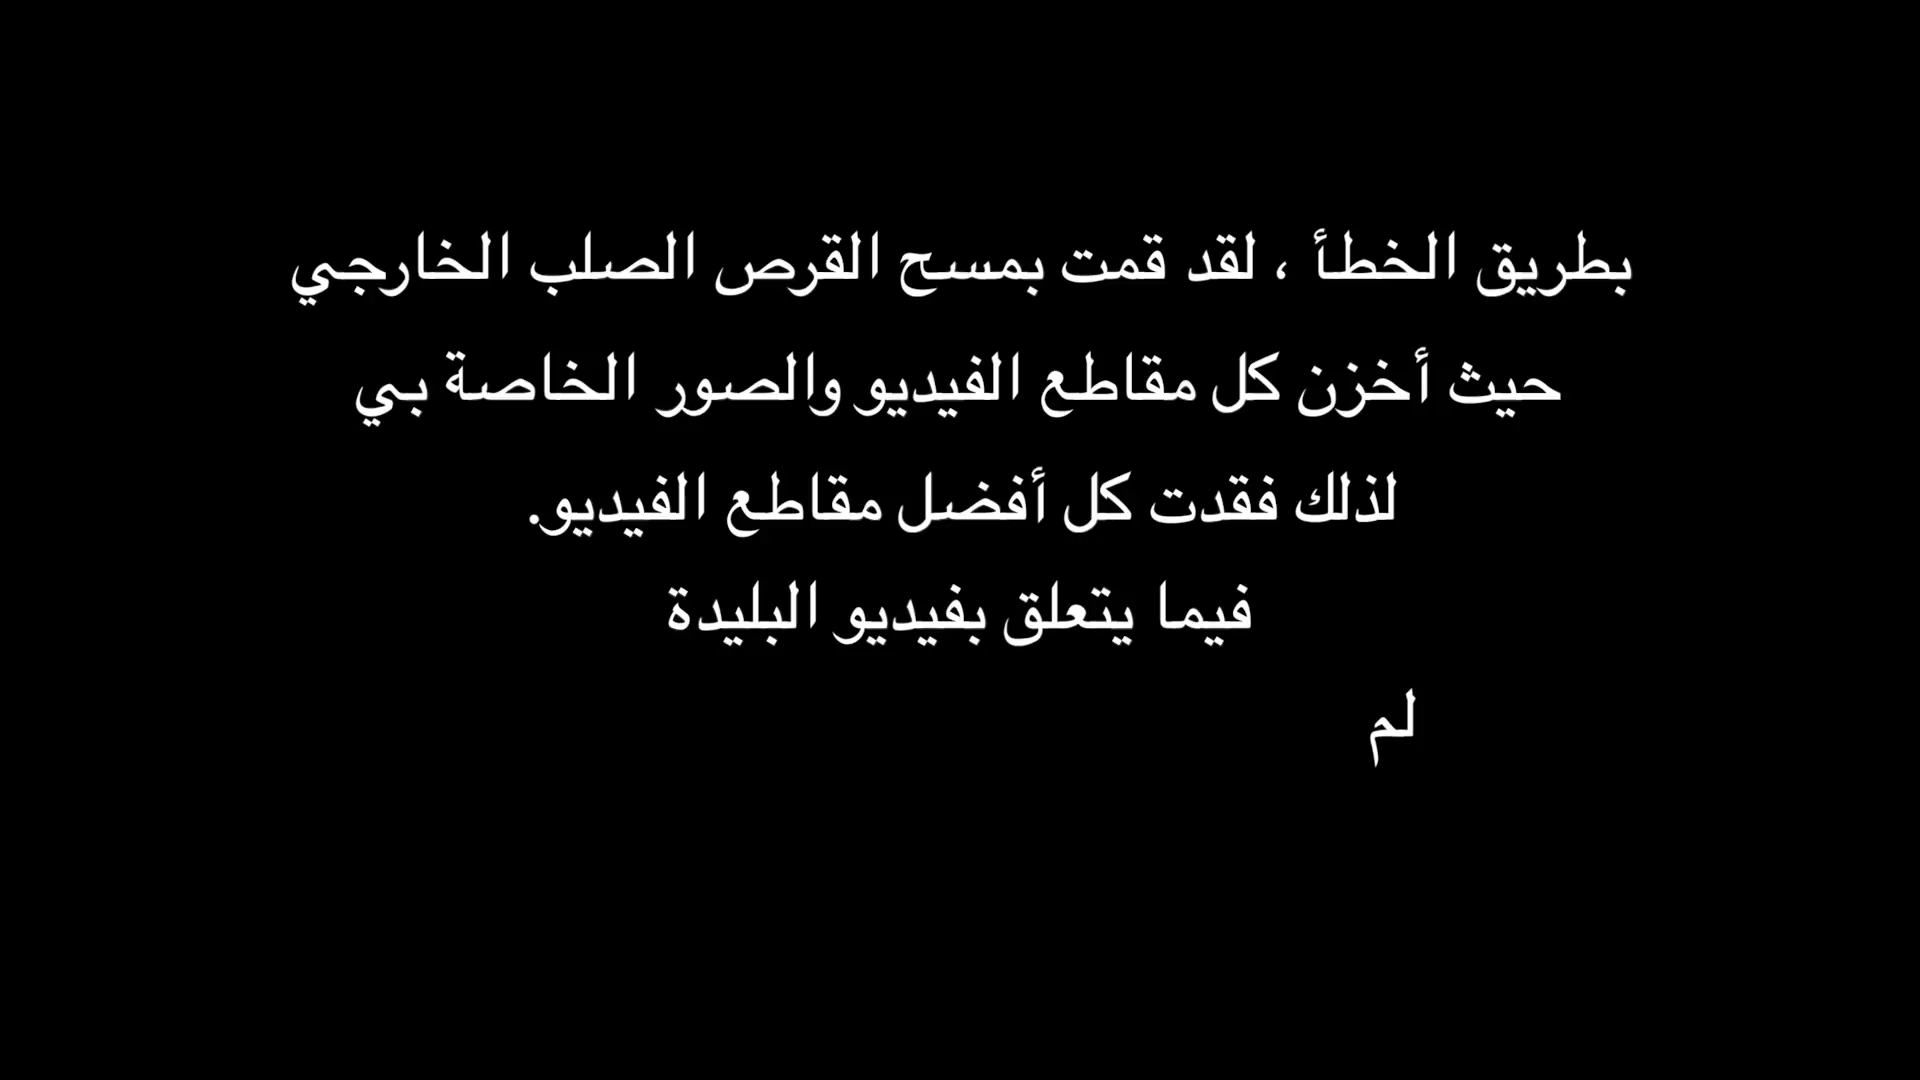 بطريق الخطأ ، لقد قمت بمسح القرص الصلب الخارجي
حيث أخزن كل مقاطع الفيديو والصور الخاصة بي
لذلك فقدت كل أفضل مقاطع الفيديو.
فيما يتعلق بفيديو البليدة
لم